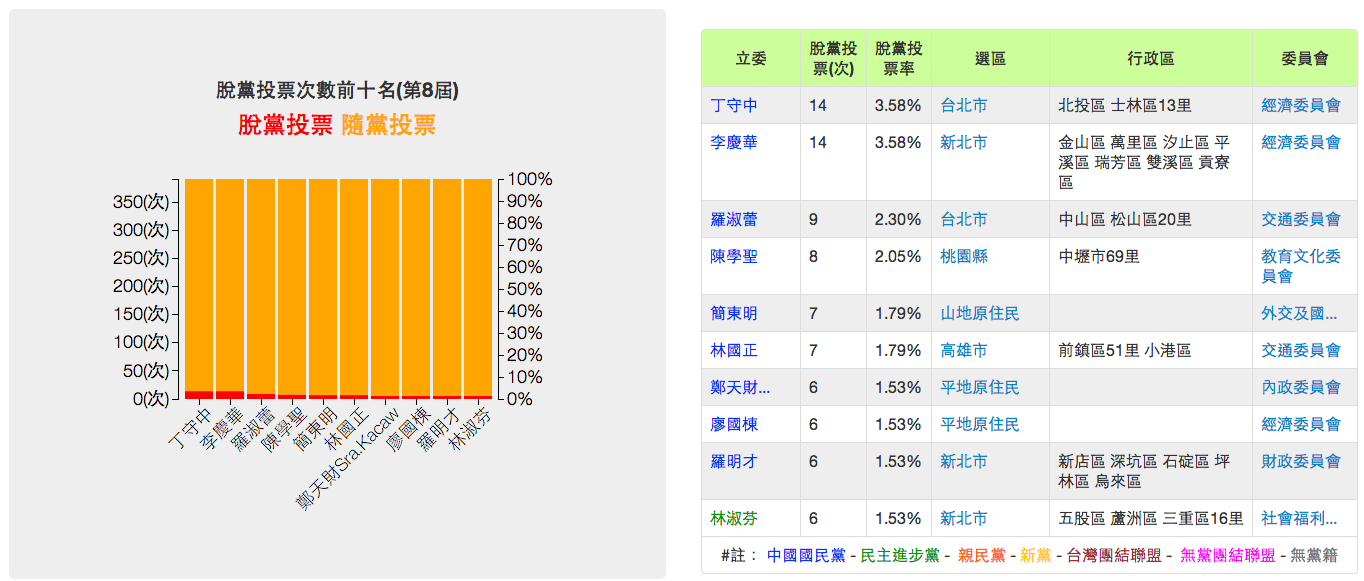 脫黨投票次數前十名(第8屆)
脫黨投票 隨黨投票
350(次)
300(次)
250(次)
200(次)
150(次)
100(次)
50(次)
0(次)
100%
90%
80%
70%
60%
50%
40%
30%
20%
10%
0%
丁守中
李慶華
羅淑蕾
陳學聖
簡東明
林國正
鄭天財Sra.Kacaw
廖國棟
羅明才
林淑芬
立委 脫黨投票(次) 脫黨投票率 選區 行政區 委員會
丁守中 14 3.58% 台北市 北投區 士林區13里 經濟委員會
李慶華 14 3.58% 新北市 金山區 萬里區 汐止區 平 經濟委員會
溪區 瑞芳區 雙溪區 貢寮
區
羅淑蕾 9 2.30% 台北市 中山區 松山區20里 交通委員會
陳學聖 8 2.05% 桃園縣 中壢市69里 教育文化委
員會
簡東明 7 1.79% 山地原住民 外交及國...
林國正 7 1.79% 高雄市 前鎮區51里 小港區 交通委員會
鄭天財... 6 1.53% 平地原住民 內政委員會
廖國棟 6 1.53% 平地原住民 經濟委員會
羅明才 6 1.53% 新北市 新店區 深坑區 石碇區 坪 財政委員會
林區 烏來區
林淑芬 6 1.53% 新北市 五股區 蘆洲區 三重區16里 社會福利...
#註： 中國國民黨 - 民主進步黨 - 親民黨 - 新黨 - 台灣團結聯盟 - 無黨團結聯盟 - 無黨籍